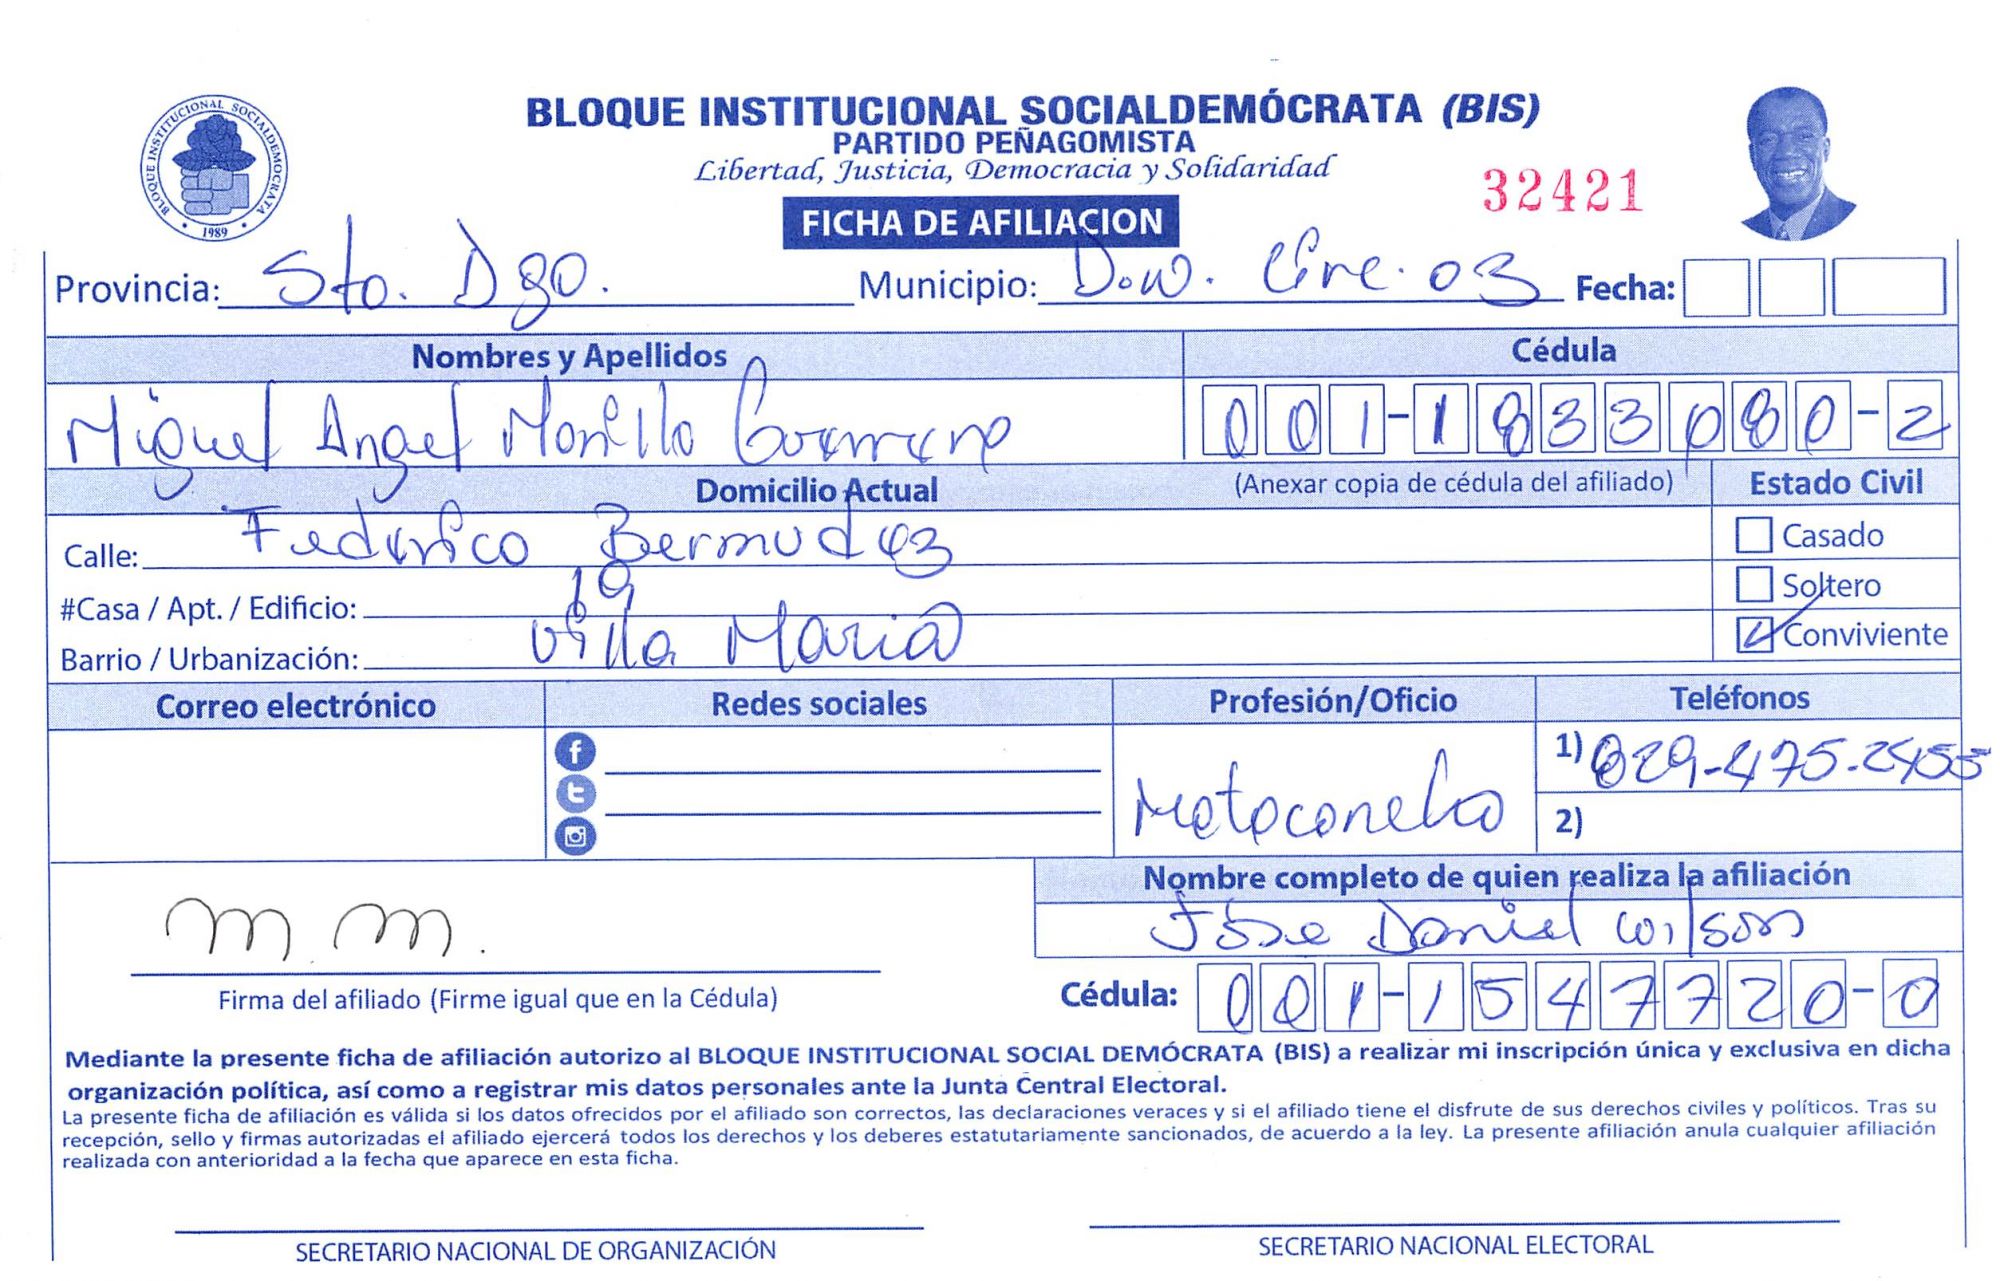 BLOQUE INSTITUCIONAL SOCIALDEMOCRATA
1989
BLOQUE INSTITUCIONAL SOCIALDEMÓCRATA (BIS)
PARTIDO PEÑAGOMISTA
Libertad, Justicia, Democracia y Solidaridad
32421
FICHA DE AFILIACION
Provincia: Sto. Dgo. Municipio: D.N. Circ. 03 Fecha:
Nombres y Apellidos Cédula
Miguel Angel Morillo 001-1833080-2
Domicilio Actual (Anexar copia de cédula del afiliado) Estado Civil
Calle: Federico Bermudez Casado
#Casa / Apt. / Edificio: 19 Soltero
Barrio / Urbanización: Villa Maria Conviviente
Correo electrónico Redes sociales Profesión/Oficio Teléfonos
1) 829-475-2455
Motoconcho
2)
Nombre completo de quien realiza la afiliación
m.m. Jose Daniel Wilson
Firma del afiliado (Firme igual que en la Cédula) Cédula: 001-1547720-0
Mediante la presente ficha de afiliación autorizo al BLOQUE INSTITUCIONAL SOCIAL DEMÓCRATA (BIS) a realizar mi inscripción única y exclusiva en dicha
organización política, así como a registrar mis datos personales ante la Junta Central Electoral.
La presente ficha de afiliación es válida si los datos ofrecidos por el afiliado son correctos, las declaraciones veraces y si el afiliado tiene el disfrute de sus derechos civiles y políticos. Tras su
recepción, sello y firmas autorizadas el afiliado ejercerá todos los derechos y los deberes estatutariamente sancionados, de acuerdo a la ley. La presente afiliación anula cualquier afiliación
realizada con anterioridad a la fecha que aparece en esta ficha.
SECRETARIO NACIONAL DE ORGANIZACIÓN SECRETARIO NACIONAL ELECTORAL